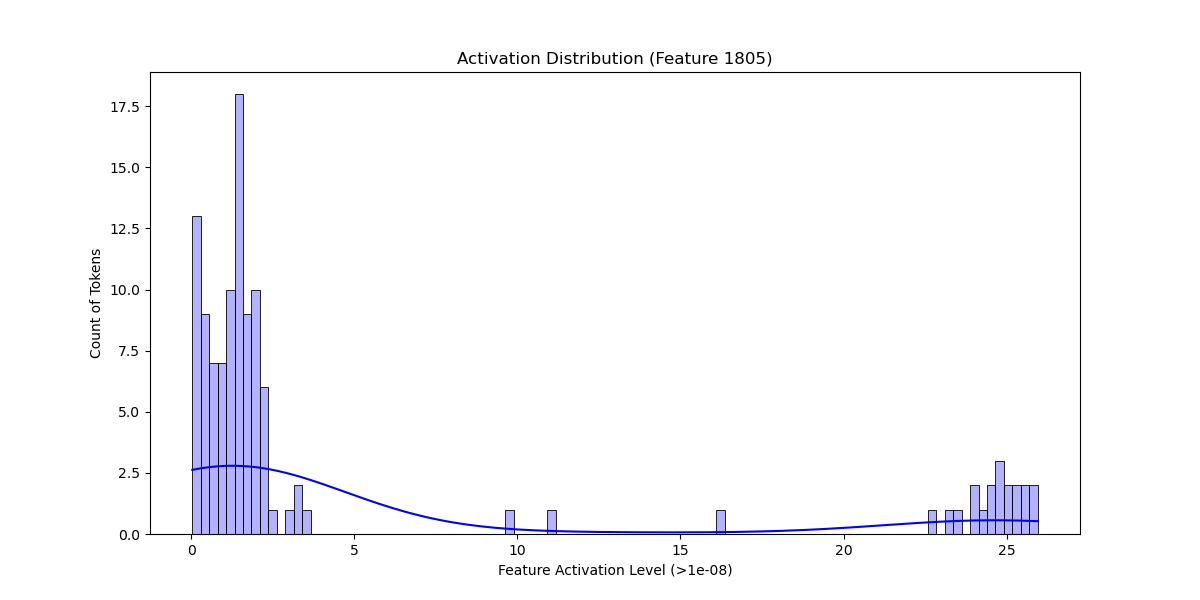 Activation Distribution (Feature 1805)
17.5
15.0
12.5
10.0
7.5
5.0
2.5
0.0
Count of Tokens
0 5 10 15 20 25
Feature Activation Level (>1e-08)